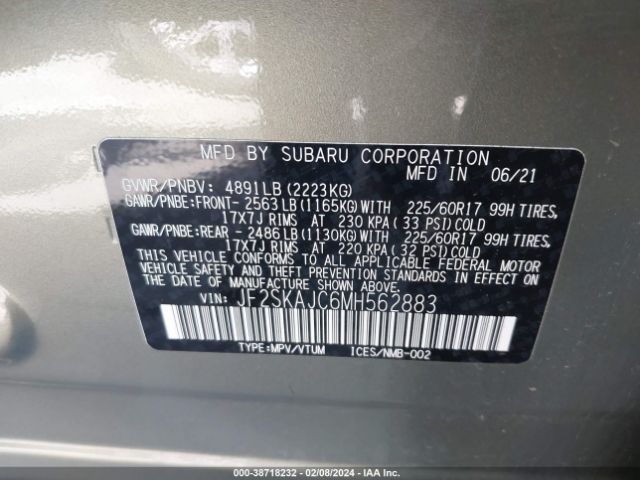 MFD BY SUBARU CORPORATION
MFD IN 06/21
GVWR/PNBV: 4891LB(2223KG)
GAWR/PNBE:FRONT- 2563LB(1165KG)WITH 225/60R17 99H TIRES,
17X7J RIMS AT 230 KPA( 33 PSI)COLD
GAWR/PNBE:REAR - 2486LB(1130KG)WITH 225/60R17 99H TIRES,
17X7J RIMS AT 220 KPA( 32 PSI)COLD
THIS VEHICLE CONFORMS TO ALL APPLICABLE FEDERAL MOTOR
VEHICLE SAFETY AND THEFT PREVENTION STANDARDS IN EFFECT ON
THE DATE OF MANUFACTURE SHOWN ABOVE.
VIN: JF2SKAJC6MH562883
TYPE:MPV/VTUM ICES/NMB-002
000-38718232 - 02/08/2024 - IAA Inc.